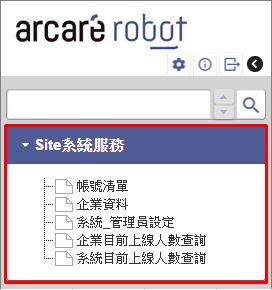 arcare robot
Site系統服務
帳號清單
企業資料
系統_管理員設定
企業目前上線人數查詢
系統目前上線人數查詢